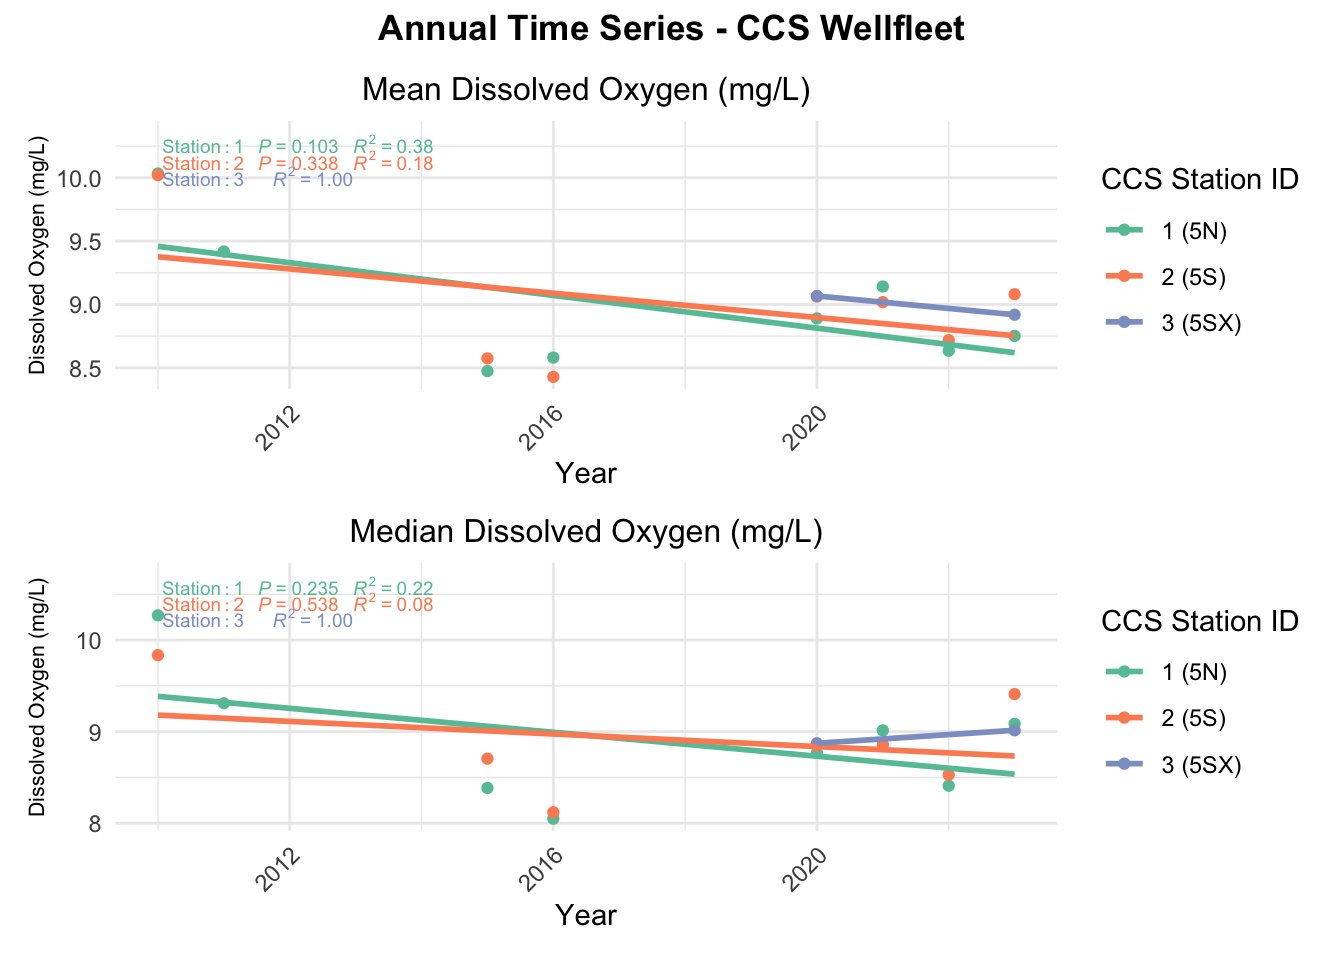 Annual Time Series - CCS Wellfleet
Mean Dissolved Oxygen (mg/L)
Dissolved Oxygen (mg/L)
Station : 1 P = 0.103 R² = 0.38
Station : 2 P = 0.338 R² = 0.18
Station : 3 R² = 1.00
10.0
9.5
9.0
8.5
2012
2016
2020
Year
CCS Station ID
1 (5N)
2 (5S)
3 (5SX)
Median Dissolved Oxygen (mg/L)
Dissolved Oxygen (mg/L)
Station : 1 P = 0.235 R² = 0.22
Station : 2 P = 0.538 R² = 0.08
Station : 3 R² = 1.00
10
9
8
2012
2016
2020
Year
CCS Station ID
1 (5N)
2 (5S)
3 (5SX)